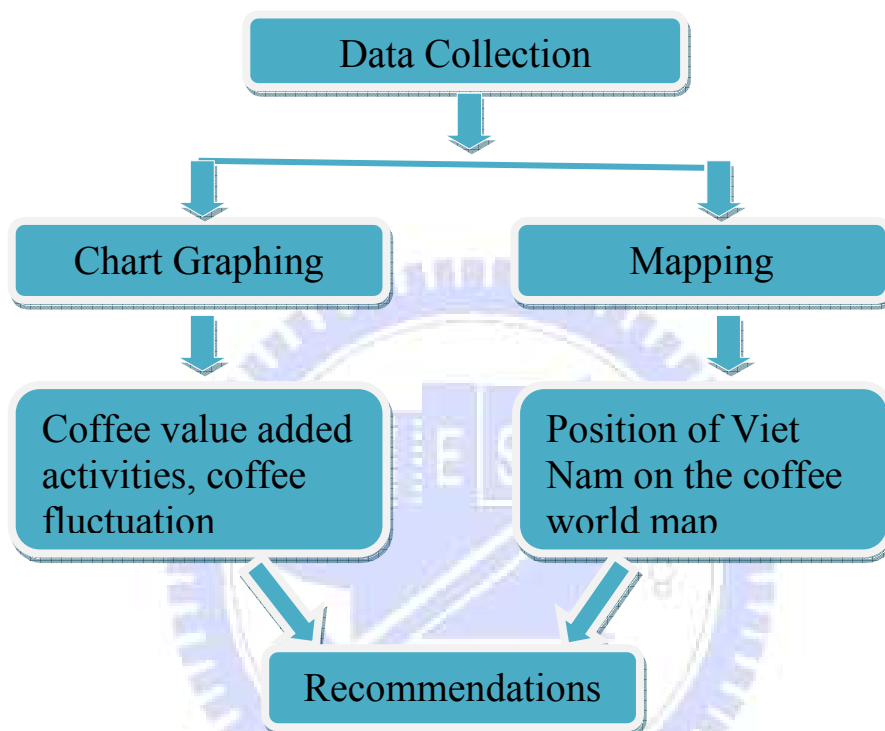 Data Collection
Chart Graphing
Mapping
Coffee value added
activities, coffee
fluctuation
Position of Viet
Nam on the coffee
world map
Recommendations